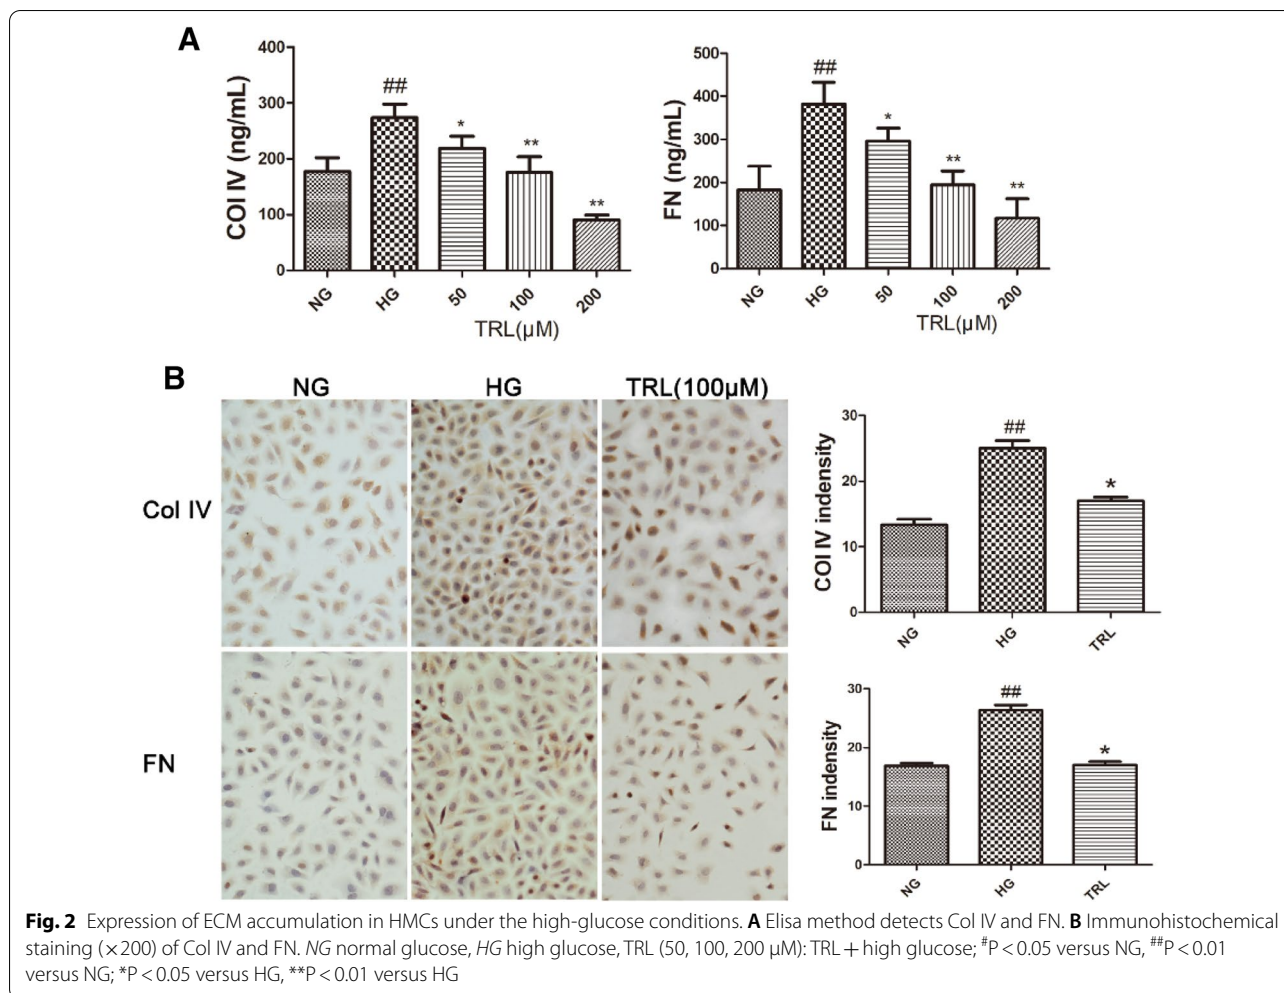 A
COI IV (ng/mL)
400
300
200
100
0
##
*
**
**
NG
HG
50
100
200
TRL(µM)
FN (ng/mL)
500
400
300
200
100
0
##
*
**
**
NG
HG
50
100
200
TRL(µM)
B
NG
HG
TRL(100µM)
Col IV
FN
COI IV indensity
30
20
10
0
##
*
NG
HG
TRL
FN indensity
30
20
10
0
##
*
NG
HG
TRL
Fig. 2 Expression of ECM accumulation in HMCs under the high-glucose conditions. A Elisa method detects Col IV and FN. B Immunohistochemical
staining (×200) of Col IV and FN. NG normal glucose, HG high glucose, TRL (50, 100, 200 µM): TRL + high glucose; #P < 0.05 versus NG, ##P < 0.01
versus NG; *P < 0.05 versus HG, **P < 0.01 versus HG